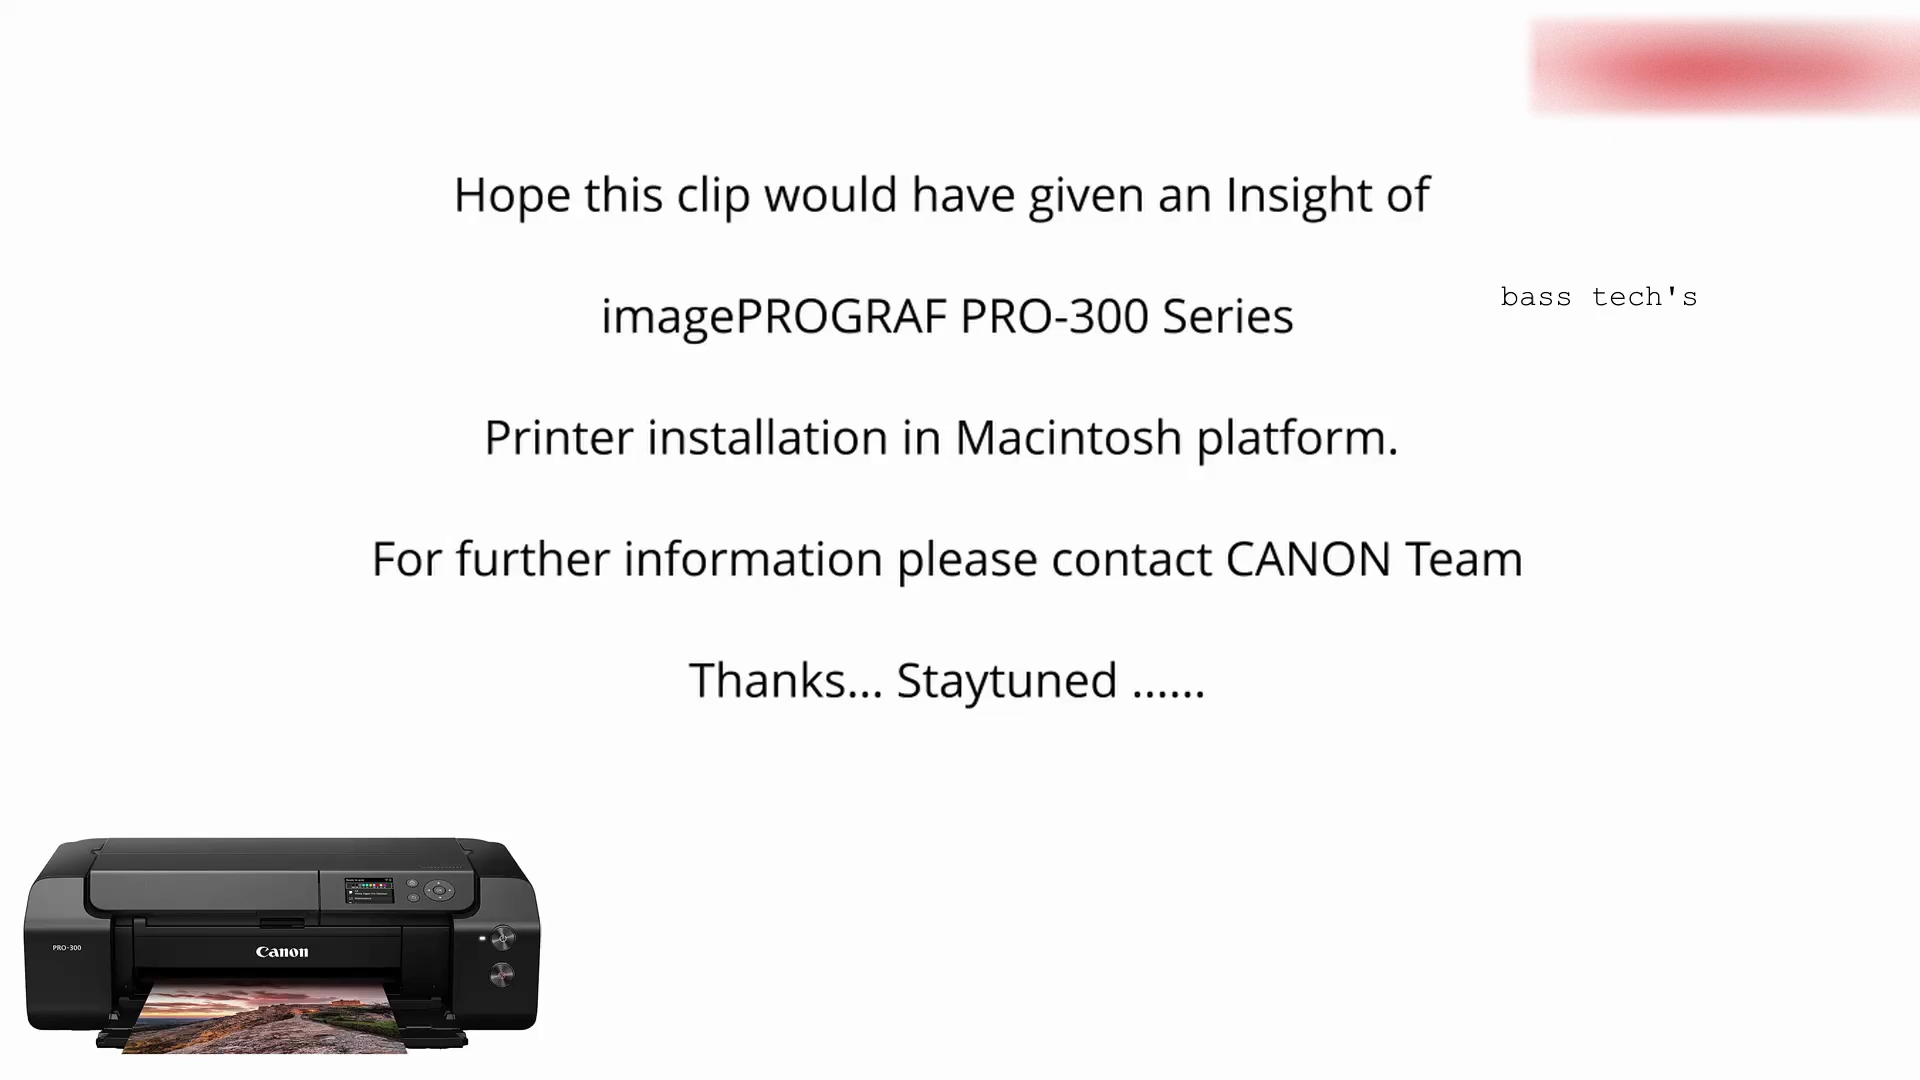 Hope this clip would have given an Insight of
imagePROGRAF PRO-300 Series
bass tech's
Printer installation in Macintosh platform.
For further information please contact CANON Team
Thanks... Staytuned ......
PRO-300
Canon